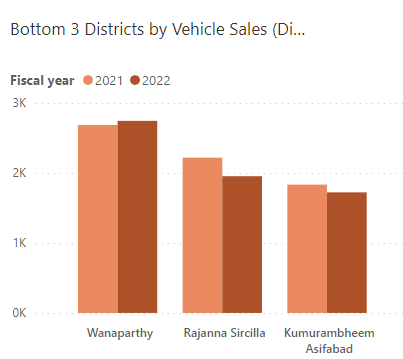 Bottom 3 Districts by Vehicle Sales (Di...
Fiscal year 2021 2022
3K
2K
1K
0K
Wanaparthy Rajanna Sircilla Kumurambheem
Asifabad